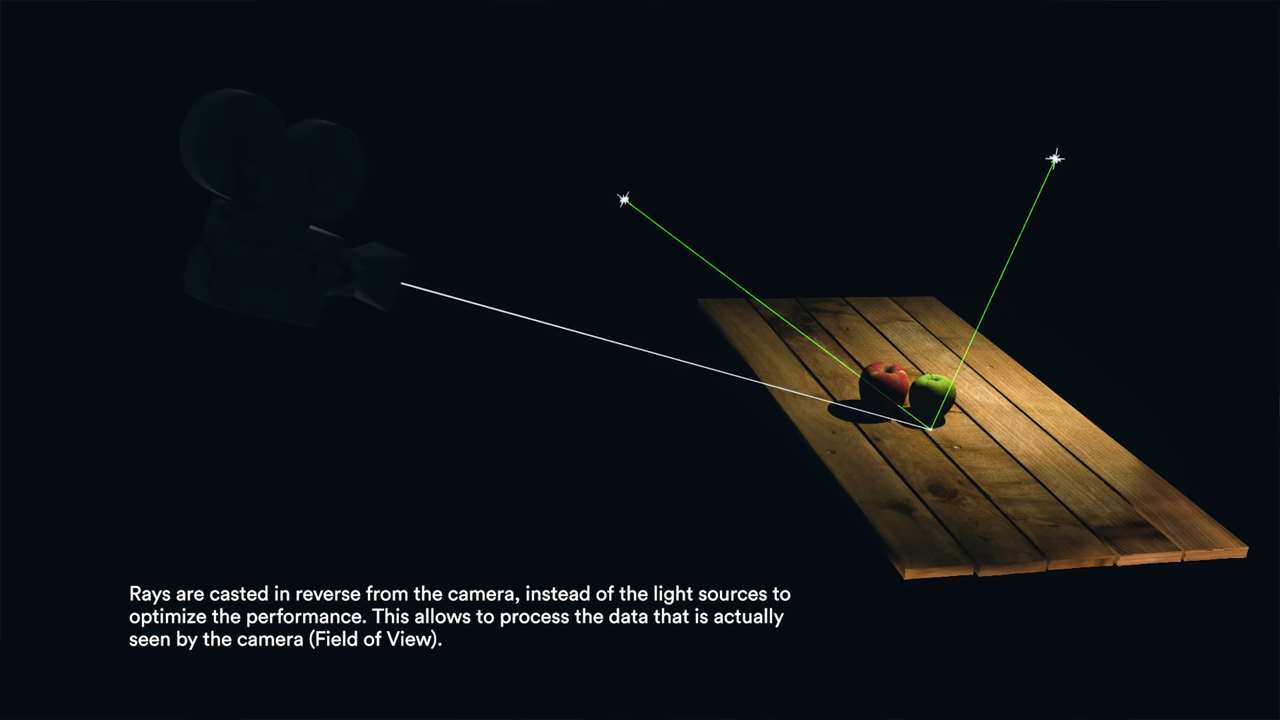 Rays are casted in reverse from the camera, instead of the light sources to
optimize the performance. This allows to process the data that is actually
seen by the camera (Field of View).